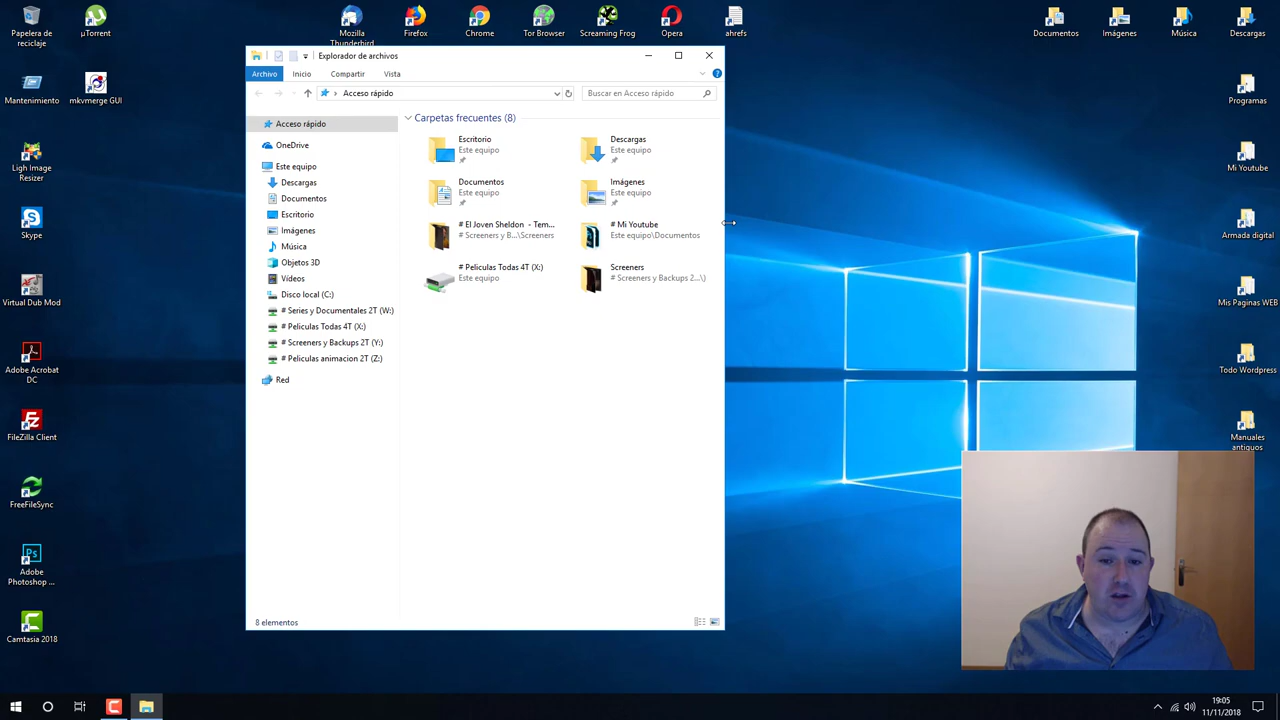 Papelera de
reciclaje
µTorrent
Mozilla
Thunderbird
Firefox
Chrome
Tor Browser
Screaming Frog
Opera
ahrefs
Documentos
Imágenes
Música
Descargas
Mantenimiento
mkvmerge GUI
Ligh Image
Resizer
Skype
Virtual Dub Mod
Adobe Acrobat
DC
FileZilla Client
FreeFileSync
Adobe
Photoshop ...
Camtasia 2018
Explorador de archivos
Archivo
Inicio
Compartir
Vista
Acceso rápido
Buscar en Acceso rápido
Acceso rápido
OneDrive
Este equipo
Descargas
Documentos
Escritorio
Imágenes
Música
Objetos 3D
Vídeos
Disco local (C:)
# Series y Documentales 2T (W:)
# Peliculas Todas 4T (X:)
# Screeners y Backups 2T (Y:)
# Peliculas animacion 2T (Z:)
Red
Carpetas frecuentes (8)
Escritorio
Este equipo
Descargas
Este equipo
Documentos
Este equipo
Imágenes
Este equipo
# El Joven Sheldon - Tem...
# Screeners y B...\Screeners
# Mi Youtube
Este equipo\Documentos
# Peliculas Todas 4T (X:)
Este equipo
Screeners
# Screeners y Backups 2...\)
8 elementos
Programas
Mi Youtube
Armada digital
Mis Paginas WEB
Todo Wordpress
Manuales
antiguos
19:05
11/11/2018